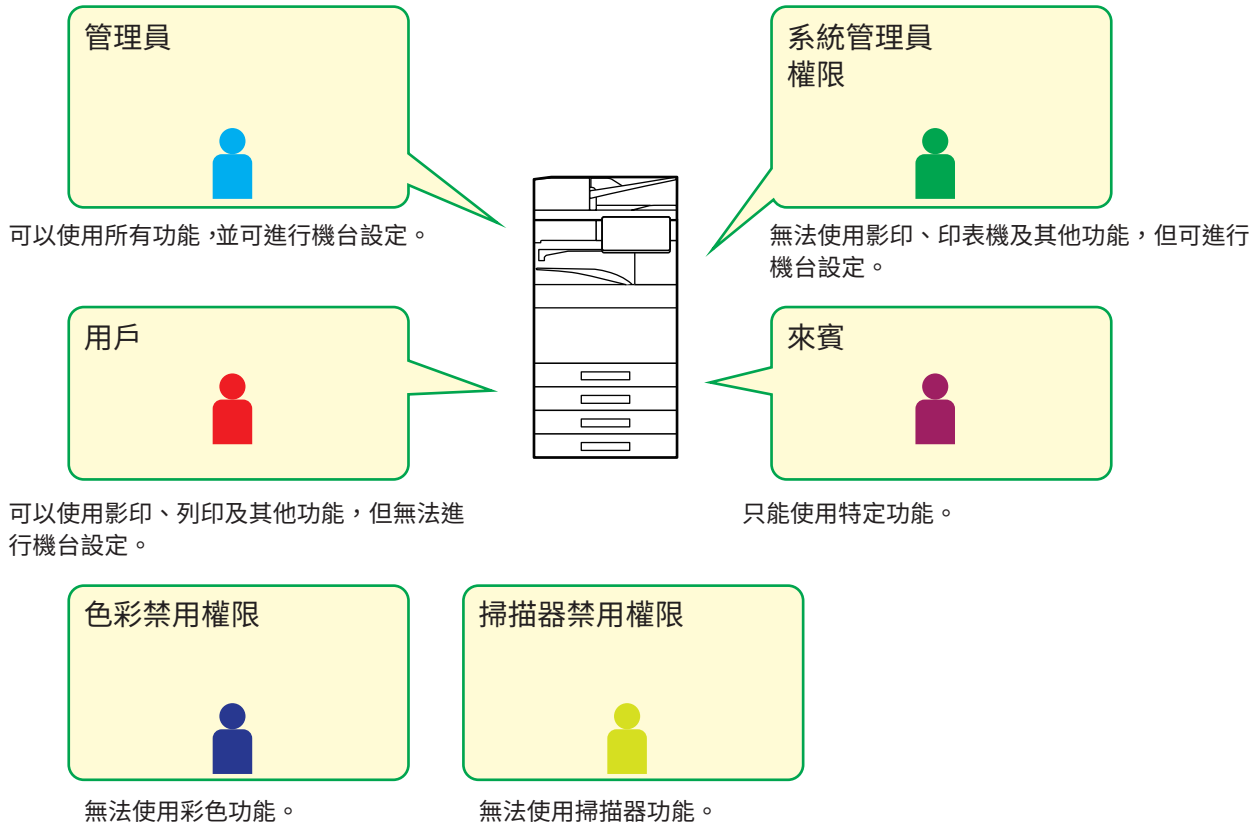 管理員
系統管理員
權限
可以使用所有功能，並可進行機台設定。
無法使用影印、印表機及其他功能，但可進行
機台設定。
用戶
來賓
可以使用影印、列印及其他功能，但無法進
行機台設定。
只能使用特定功能。
色彩禁用權限
掃描器禁用權限
無法使用彩色功能。
無法使用掃描器功能。